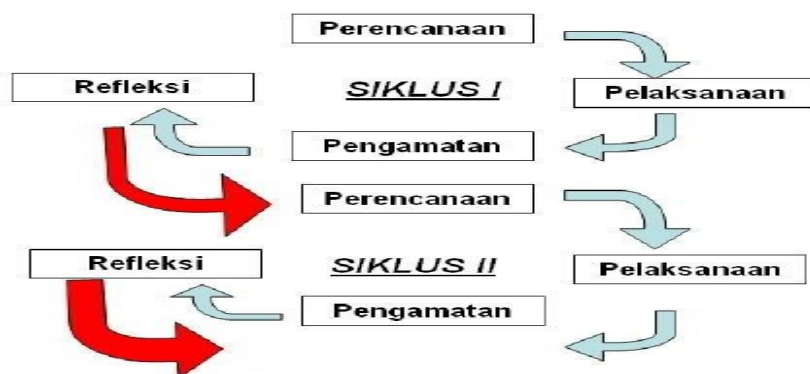 Perencanaan
Refleksi
SIKLUS I
Pelaksanaan
Pengamatan
Perencanaan
Refleksi
SIKLUS II
Pelaksanaan
Pengamatan